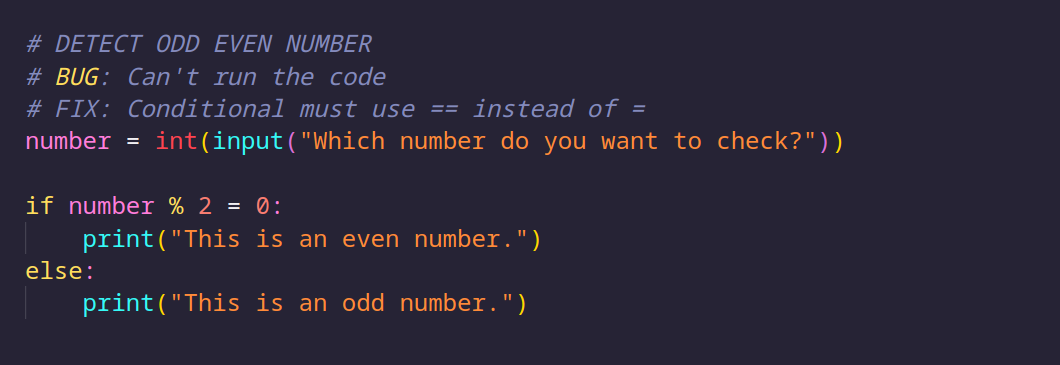 # DETECT ODD EVEN NUMBER
# BUG: Can't run the code
# FIX: Conditional must use == instead of =
number = int(input("Which number do you want to check?"))

if number % 2 = 0:
    print("This is an even number.")
else:
    print("This is an odd number.")